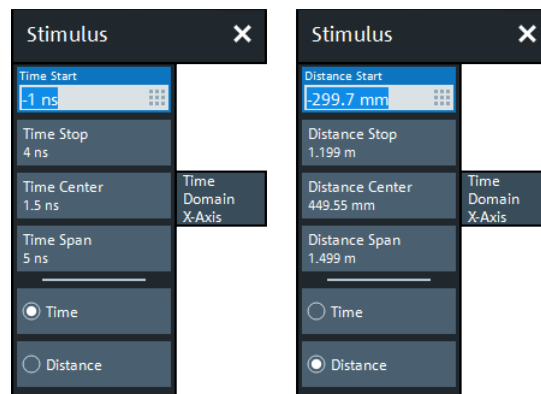 Stimulus
Time Start
-1 ns
Time Stop
4 ns
Time Center
1.5 ns
Time Span
5 ns
Time
Distance
Time
Domain
X-Axis
Stimulus
Distance Start
-299.7 mm
Distance Stop
1.199 m
Distance Center
449.55 mm
Distance Span
1.499 m
Time
Distance
Time
Domain
X-Axis